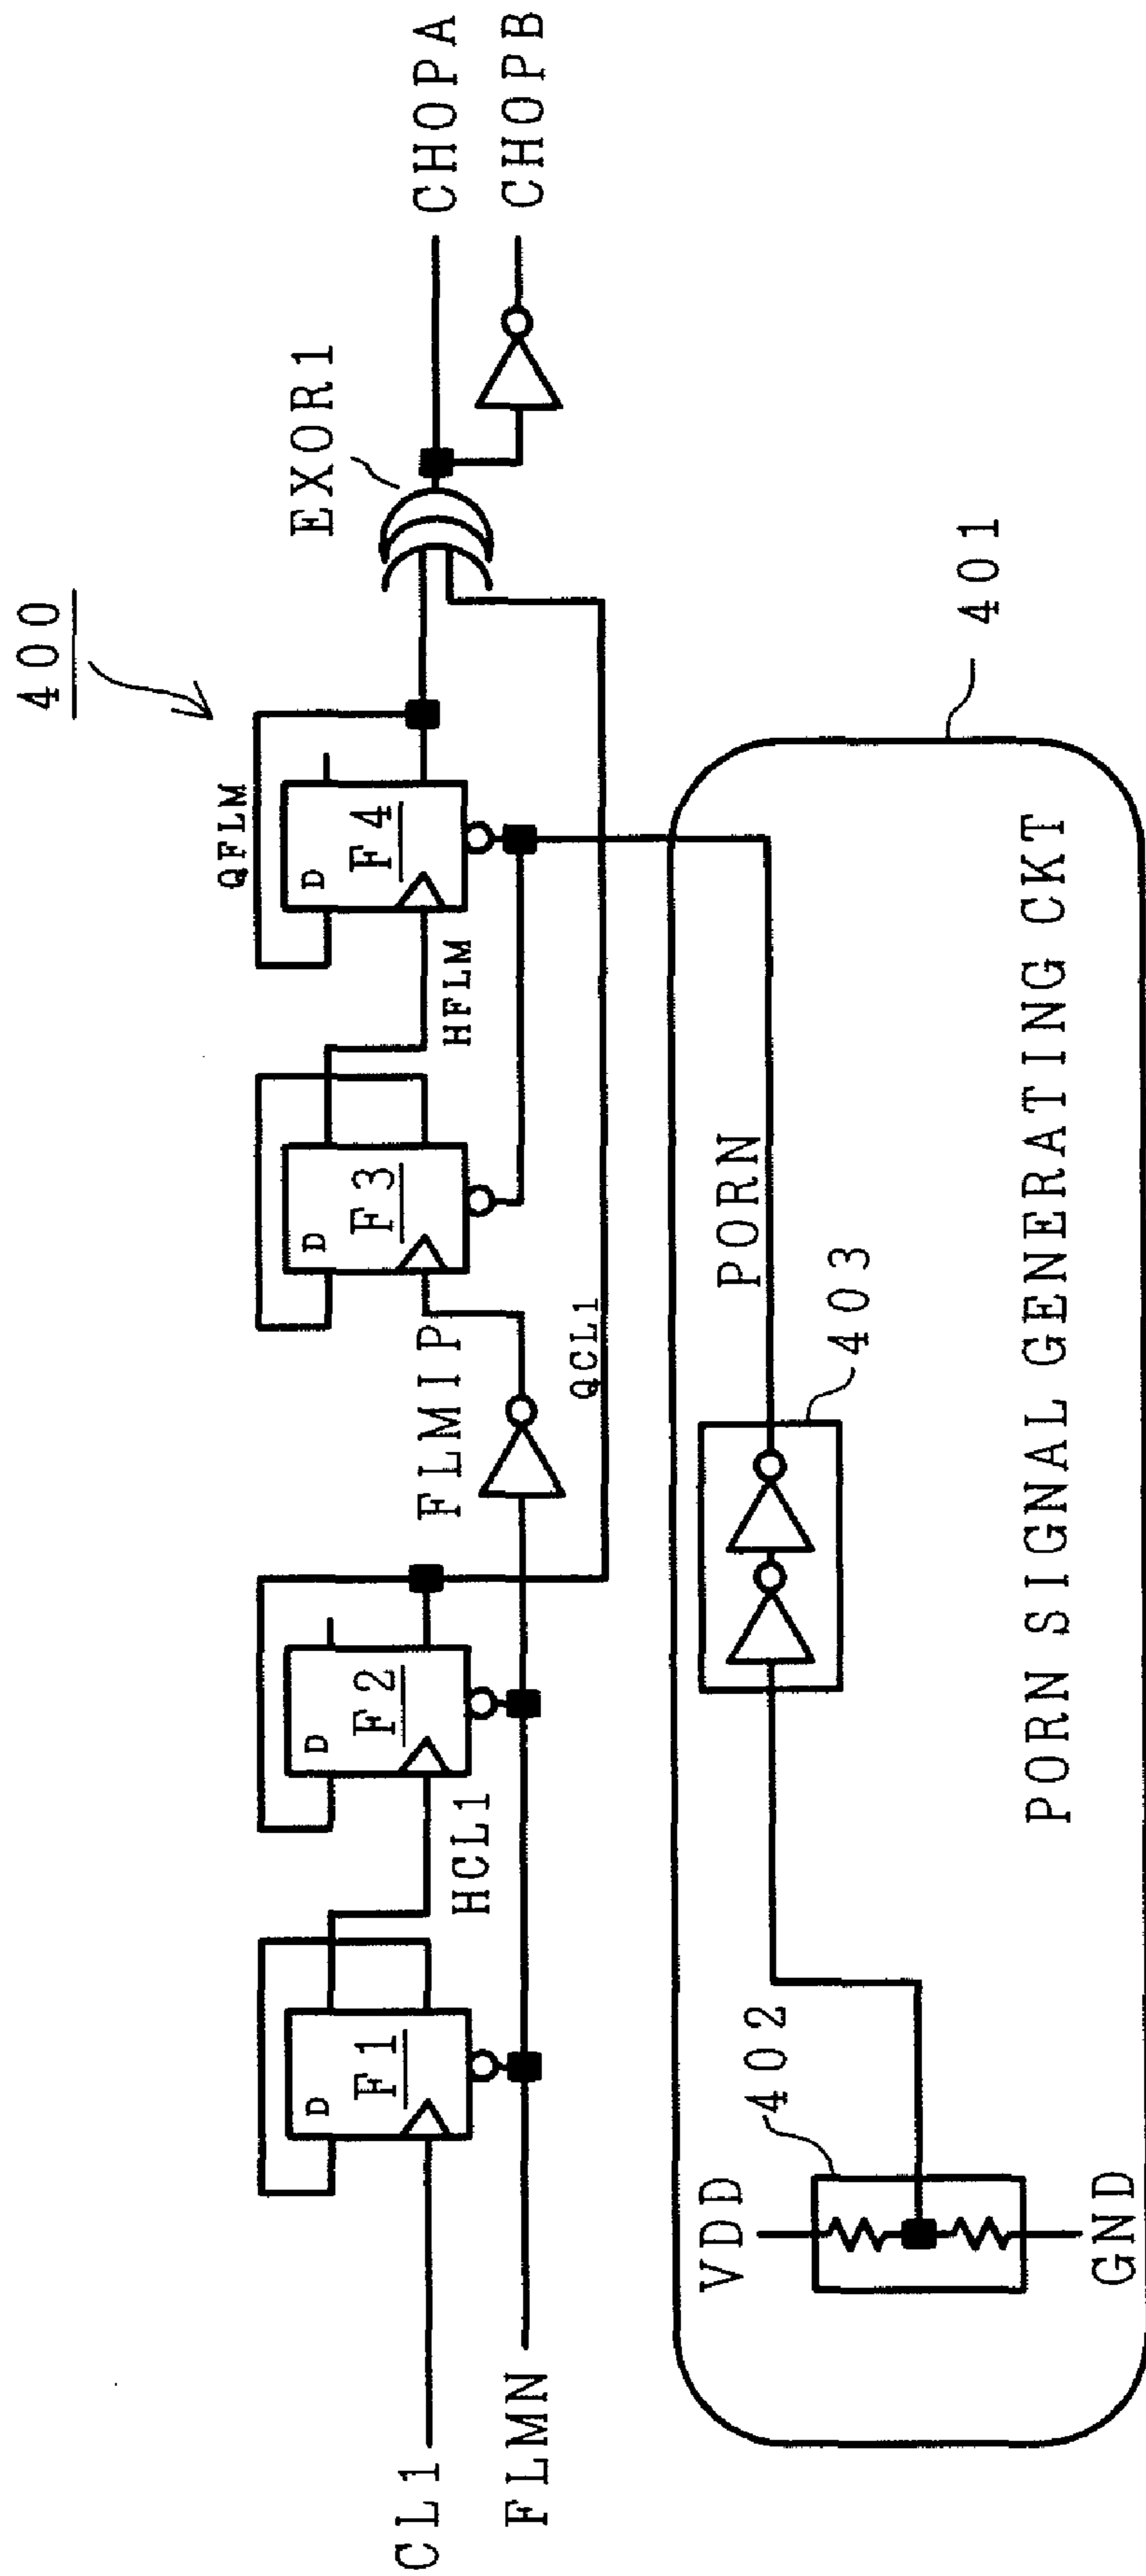 400
EXOR1
CHOPA
CHOPB
QFLM
D
F1
D
F2
D
F3
D
F4
HCL1
FLMIP
HFLM
QCL1
CL1
FLMN
401
402
VDD
GND
403
PORN
PORN SIGNAL GENERATING CKT